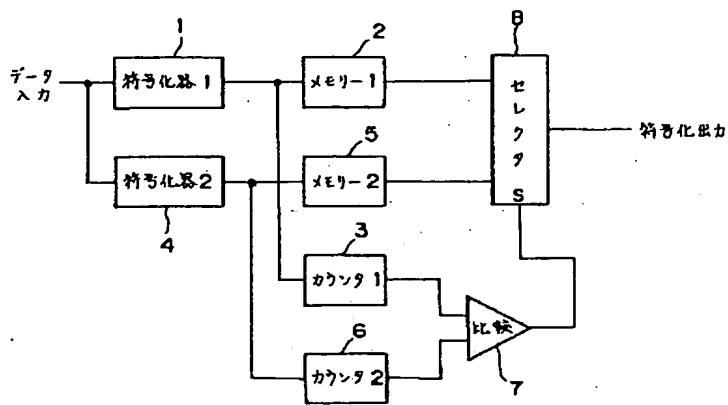 1
2
8
データ
入力
符号化器 1
メモリー 1
セレクタ S
符号化出力
5
符号化器 2
メモリー 2
4
3
カウンタ 1
比較
6
7
カウンタ 2